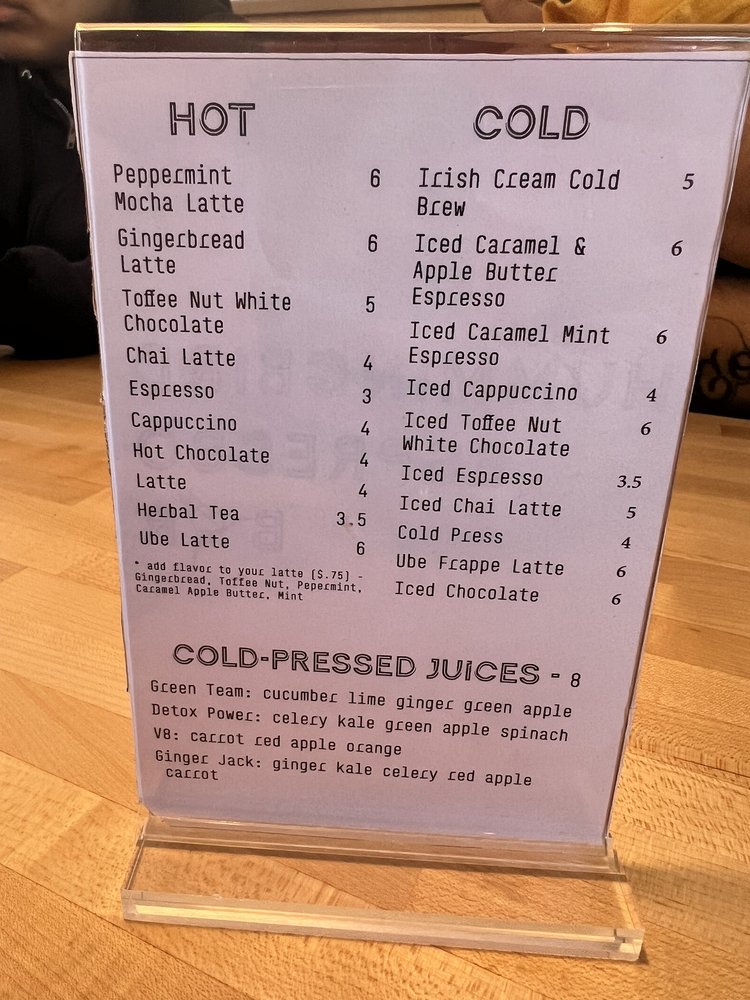 HOT
Peppermint 6
Mocha Latte
Gingerbread 6
Latte
Toffee Nut White 5
Chocolate
Chai Latte 4
Espresso 3
Cappuccino 4
Hot Chocolate 4
Latte 4
Herbal Tea 3.5
Ube Latte 6
* add flavor to your latte ($.75) -
Gingerbread, Toffee Nut, Pepermint,
Caramel Apple Butter, Mint
COLD
Irish Cream Cold 5
Brew
Iced Caramel & 6
Apple Butter
Espresso
Iced Caramel Mint 6
Espresso
Iced Cappuccino 4
Iced Toffee Nut 6
White Chocolate
Iced Espresso 3.5
Iced Chai Latte 5
Cold Press 4
Ube Frappe Latte 6
Iced Chocolate 6
COLD-PRESSED JUICES - 8
Green Team: cucumber lime ginger green apple
Detox Power: celery kale green apple spinach
V8: carrot red apple orange
Ginger Jack: ginger kale celery red apple
carrot